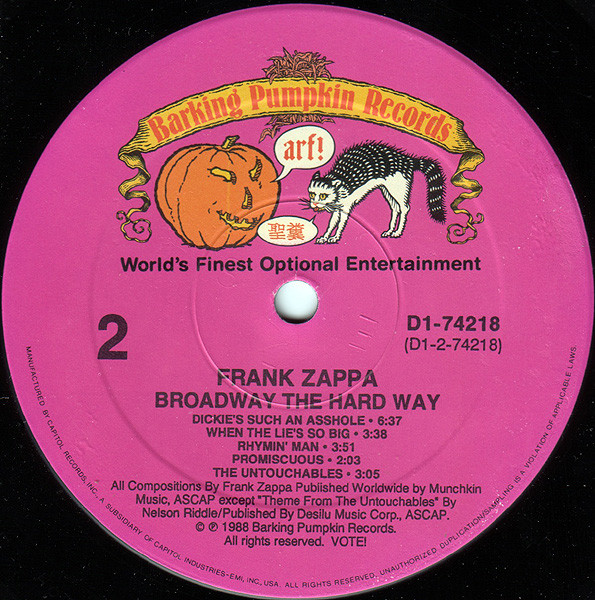 Barking Pumpkin Records
arf!
聖糞
World's Finest Optional Entertainment
2
D1-74218
(D1-2-74218)
FRANK ZAPPA
BROADWAY THE HARD WAY
DICKIE'S SUCH AN ASSHOLE • 6:37
WHEN THE LIE'S SO BIG • 3:38
RHYMIN' MAN • 3:51
PROMISCUOUS • 2:03
THE UNTOUCHABLES • 3:05
All Compositions By Frank Zappa Published Worldwide by Munchkin
Music, ASCAP except "Theme From The Untouchables" By
Nelson Riddle/Published By Desilu Music Corp., ASCAP.
© ℗ 1988 Barking Pumpkin Records.
All rights reserved. VOTE!
MANUFACTURED BY CAPITOL RECORDS, INC., A SUBSIDIARY OF CAPITOL INDUSTRIES-EMI, INC., USA. ALL RIGHTS RESERVED. UNAUTHORIZED DUPLICATION/SAMPLING IS A VIOLATION OF APPLICABLE LAWS.